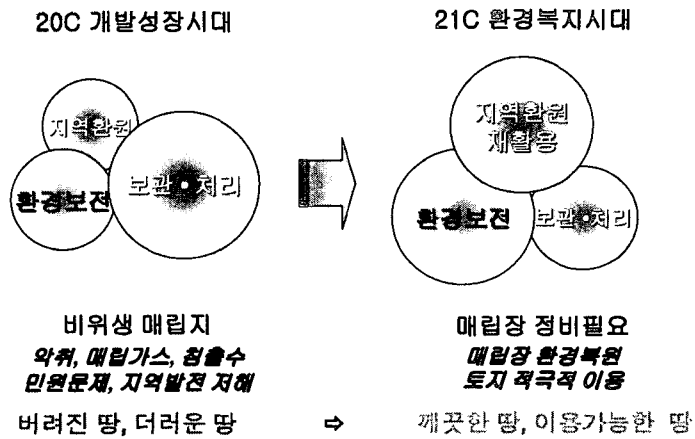 20C 개발성장시대
지역환원
환경보전
보관•처리
비위생 매립지
악취, 매립가스, 침출수
민원문제, 지역발전 저해
버려진 땅, 더러운 땅
⇨
21C 환경복지시대
지역환원
재활용
환경보전
보관•처리
매립장 정비필요
매립장 환경복원
토지 적극적 이용
깨끗한 땅, 이용가능한 땅